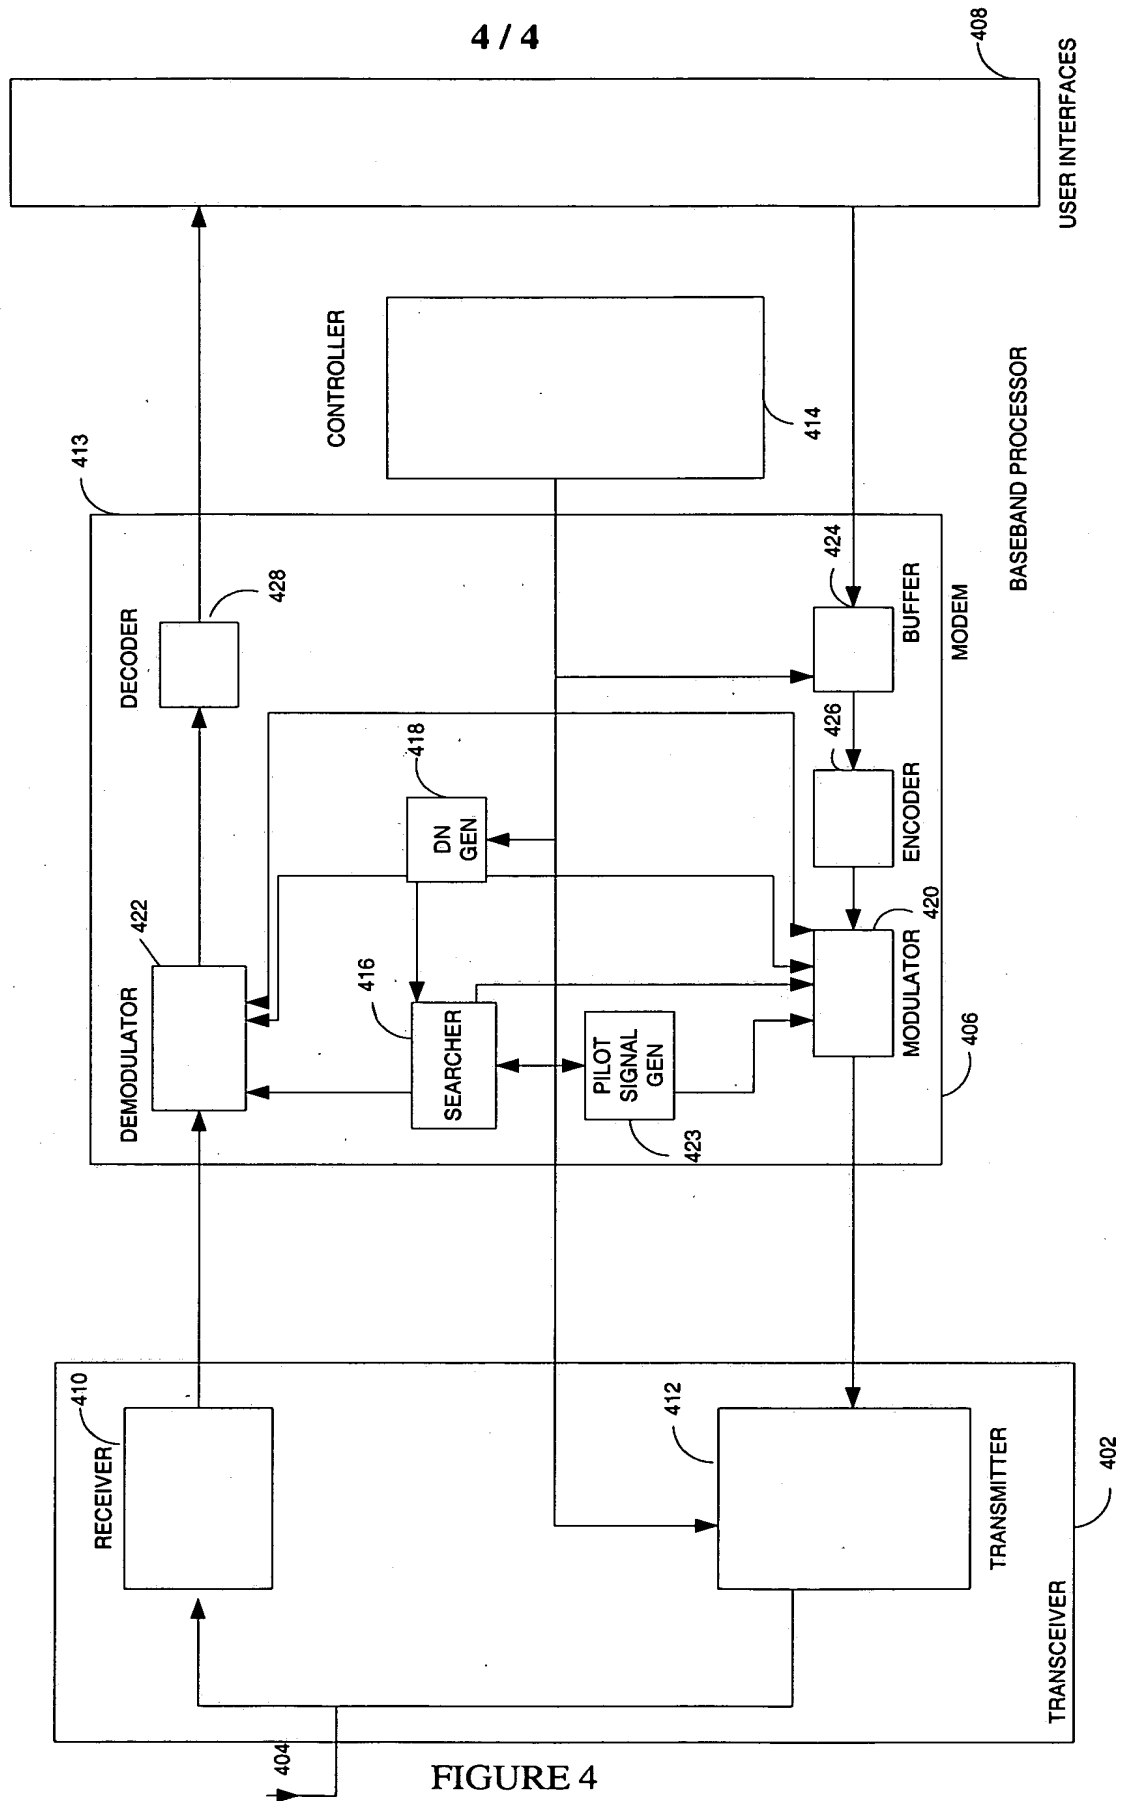 4 / 4
408
USER INTERFACES
CONTROLLER
414
BASEBAND PROCESSOR
413
DECODER
428
424
BUFFER
MODEM
418
DN
GEN
426
ENCODER
422
DEMODULATOR
416
SEARCHER
PILOT
SIGNAL
GEN
423
420
MODULATOR
406
410
RECEIVER
412
TRANSMITTER
402
TRANSCEIVER
404
FIGURE 4